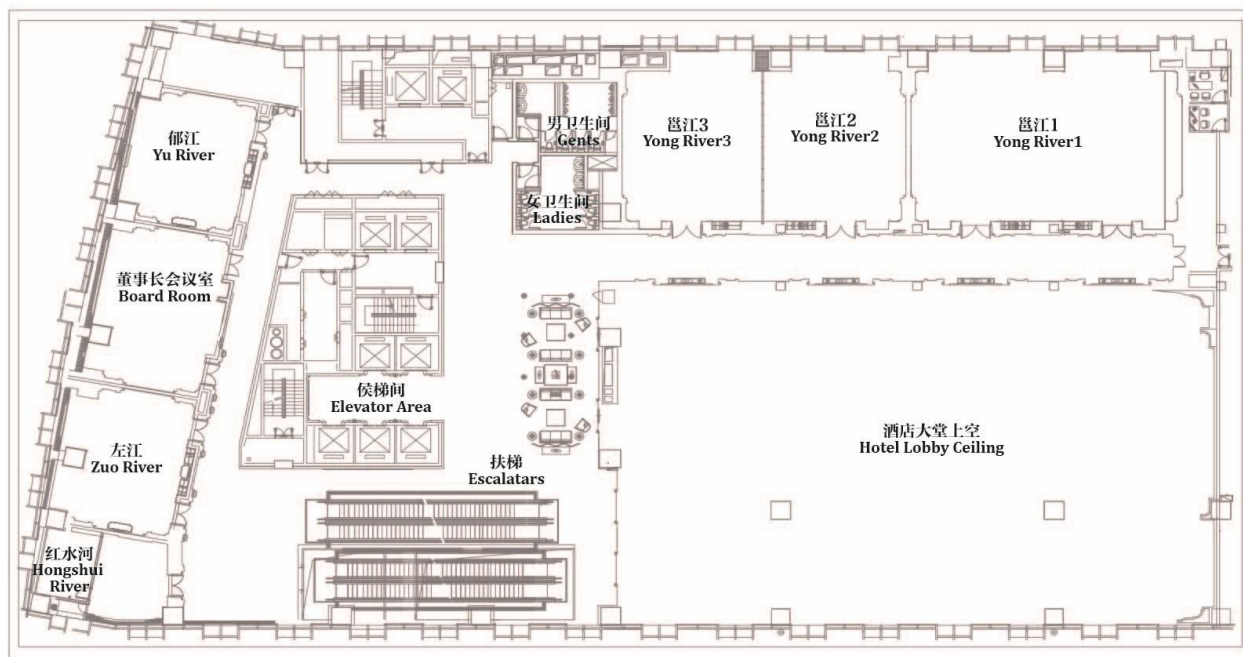 郁江
Yu River
男卫生间
Gents
邕江3
Yong River3
邕江2
Yong River2
邕江1
Yong River1
女卫生间
Ladies
董事长会议室
Board Room
侯梯间
Elevator Area
左江
Zuo River
扶梯
Escalatars
酒店大堂上空
Hotel Lobby Ceiling
红水河
Hongshui
River